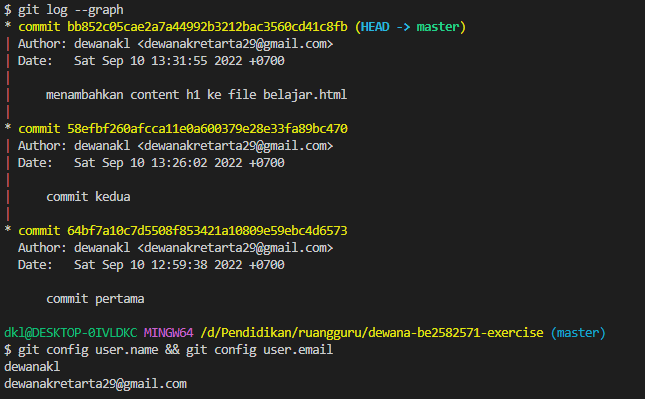 $ git log --graph
* commit bb852c05cae2a7a44992b3212bac3560cd41c8fb (HEAD -> master)
| Author: dewanakl <dewanakretarta29@gmail.com>
| Date:   Sat Sep 10 13:31:55 2022 +0700
|
|     menambahkan content h1 ke file belajar.html
|
* commit 58efbf260afcca11e0a600379e28e33fa89bc470
| Author: dewanakl <dewanakretarta29@gmail.com>
| Date:   Sat Sep 10 13:26:02 2022 +0700
|
|     commit kedua
|
* commit 64bf7a10c7d5508f853421a10809e59ebc4d6573
  Author: dewanakl <dewanakretarta29@gmail.com>
  Date:   Sat Sep 10 12:59:38 2022 +0700

      commit pertama

dkl@DESKTOP-0IVLDKC MINGW64 /d/Pendidikan/ruangguru/dewana-be2582571-exercise (master)
$ git config user.name && git config user.email
dewanakl
dewanakretarta29@gmail.com